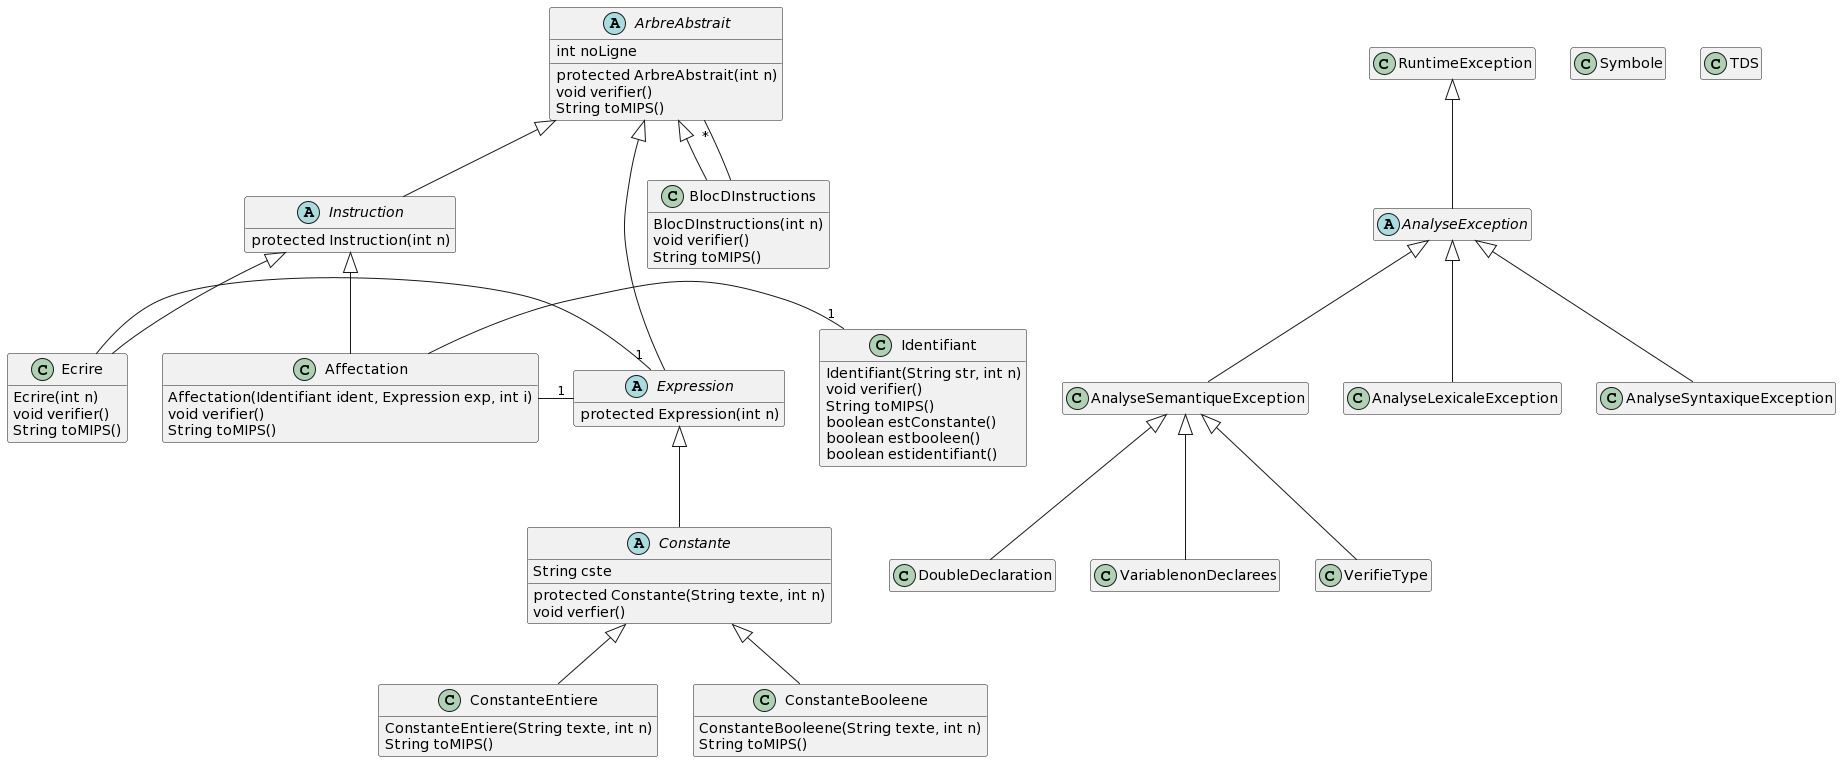 A ArbreAbstrait
int noLigne
protected ArbreAbstrait(int n)
void verifier()
String toMIPS()
C RuntimeException
C Symbole
C TDS
*
A Instruction
protected Instruction(int n)
C BlocDInstructions
BlocDInstructions(int n)
void verifier()
String toMIPS()
A AnalyseException
C Ecrire
Ecrire(int n)
void verifier()
String toMIPS()
C Affectation
Affectation(Identifiant ident, Expression exp, int i)
void verifier()
String toMIPS()
1
1
A Expression
protected Expression(int n)
1
C Identifiant
Identifiant(String str, int n)
void verifier()
String toMIPS()
boolean estConstante()
boolean estbooleen()
boolean estidentifiant()
C AnalyseSemantiqueException
C AnalyseLexicaleException
C AnalyseSyntaxiqueException
A Constante
String cste
protected Constante(String texte, int n)
void verfier()
C DoubleDeclaration
C VariablenonDeclarees
C VerifieType
C ConstanteEntiere
ConstanteEntiere(String texte, int n)
String toMIPS()
C ConstanteBooleene
ConstanteBooleene(String texte, int n)
String toMIPS()